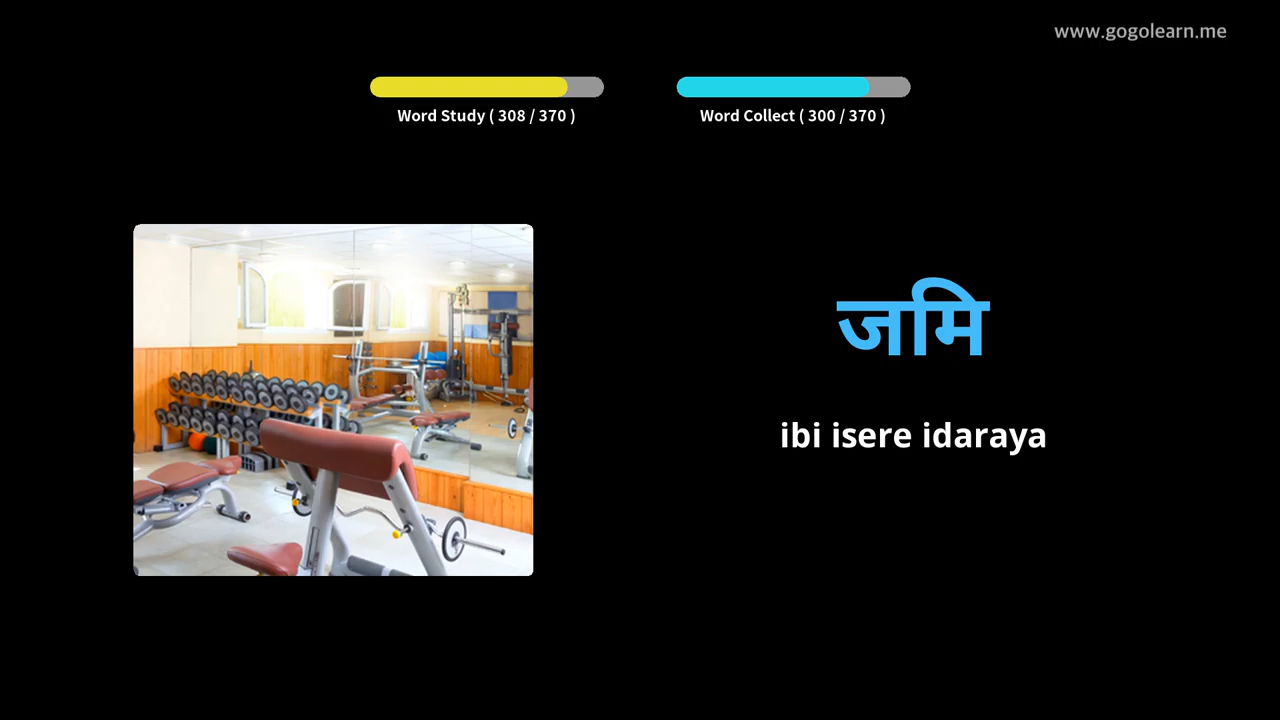 www.gogolearn.me
Word Study ( 308 / 370 )
Word Collect ( 300 / 370 )
जमि
ibi isere idaraya